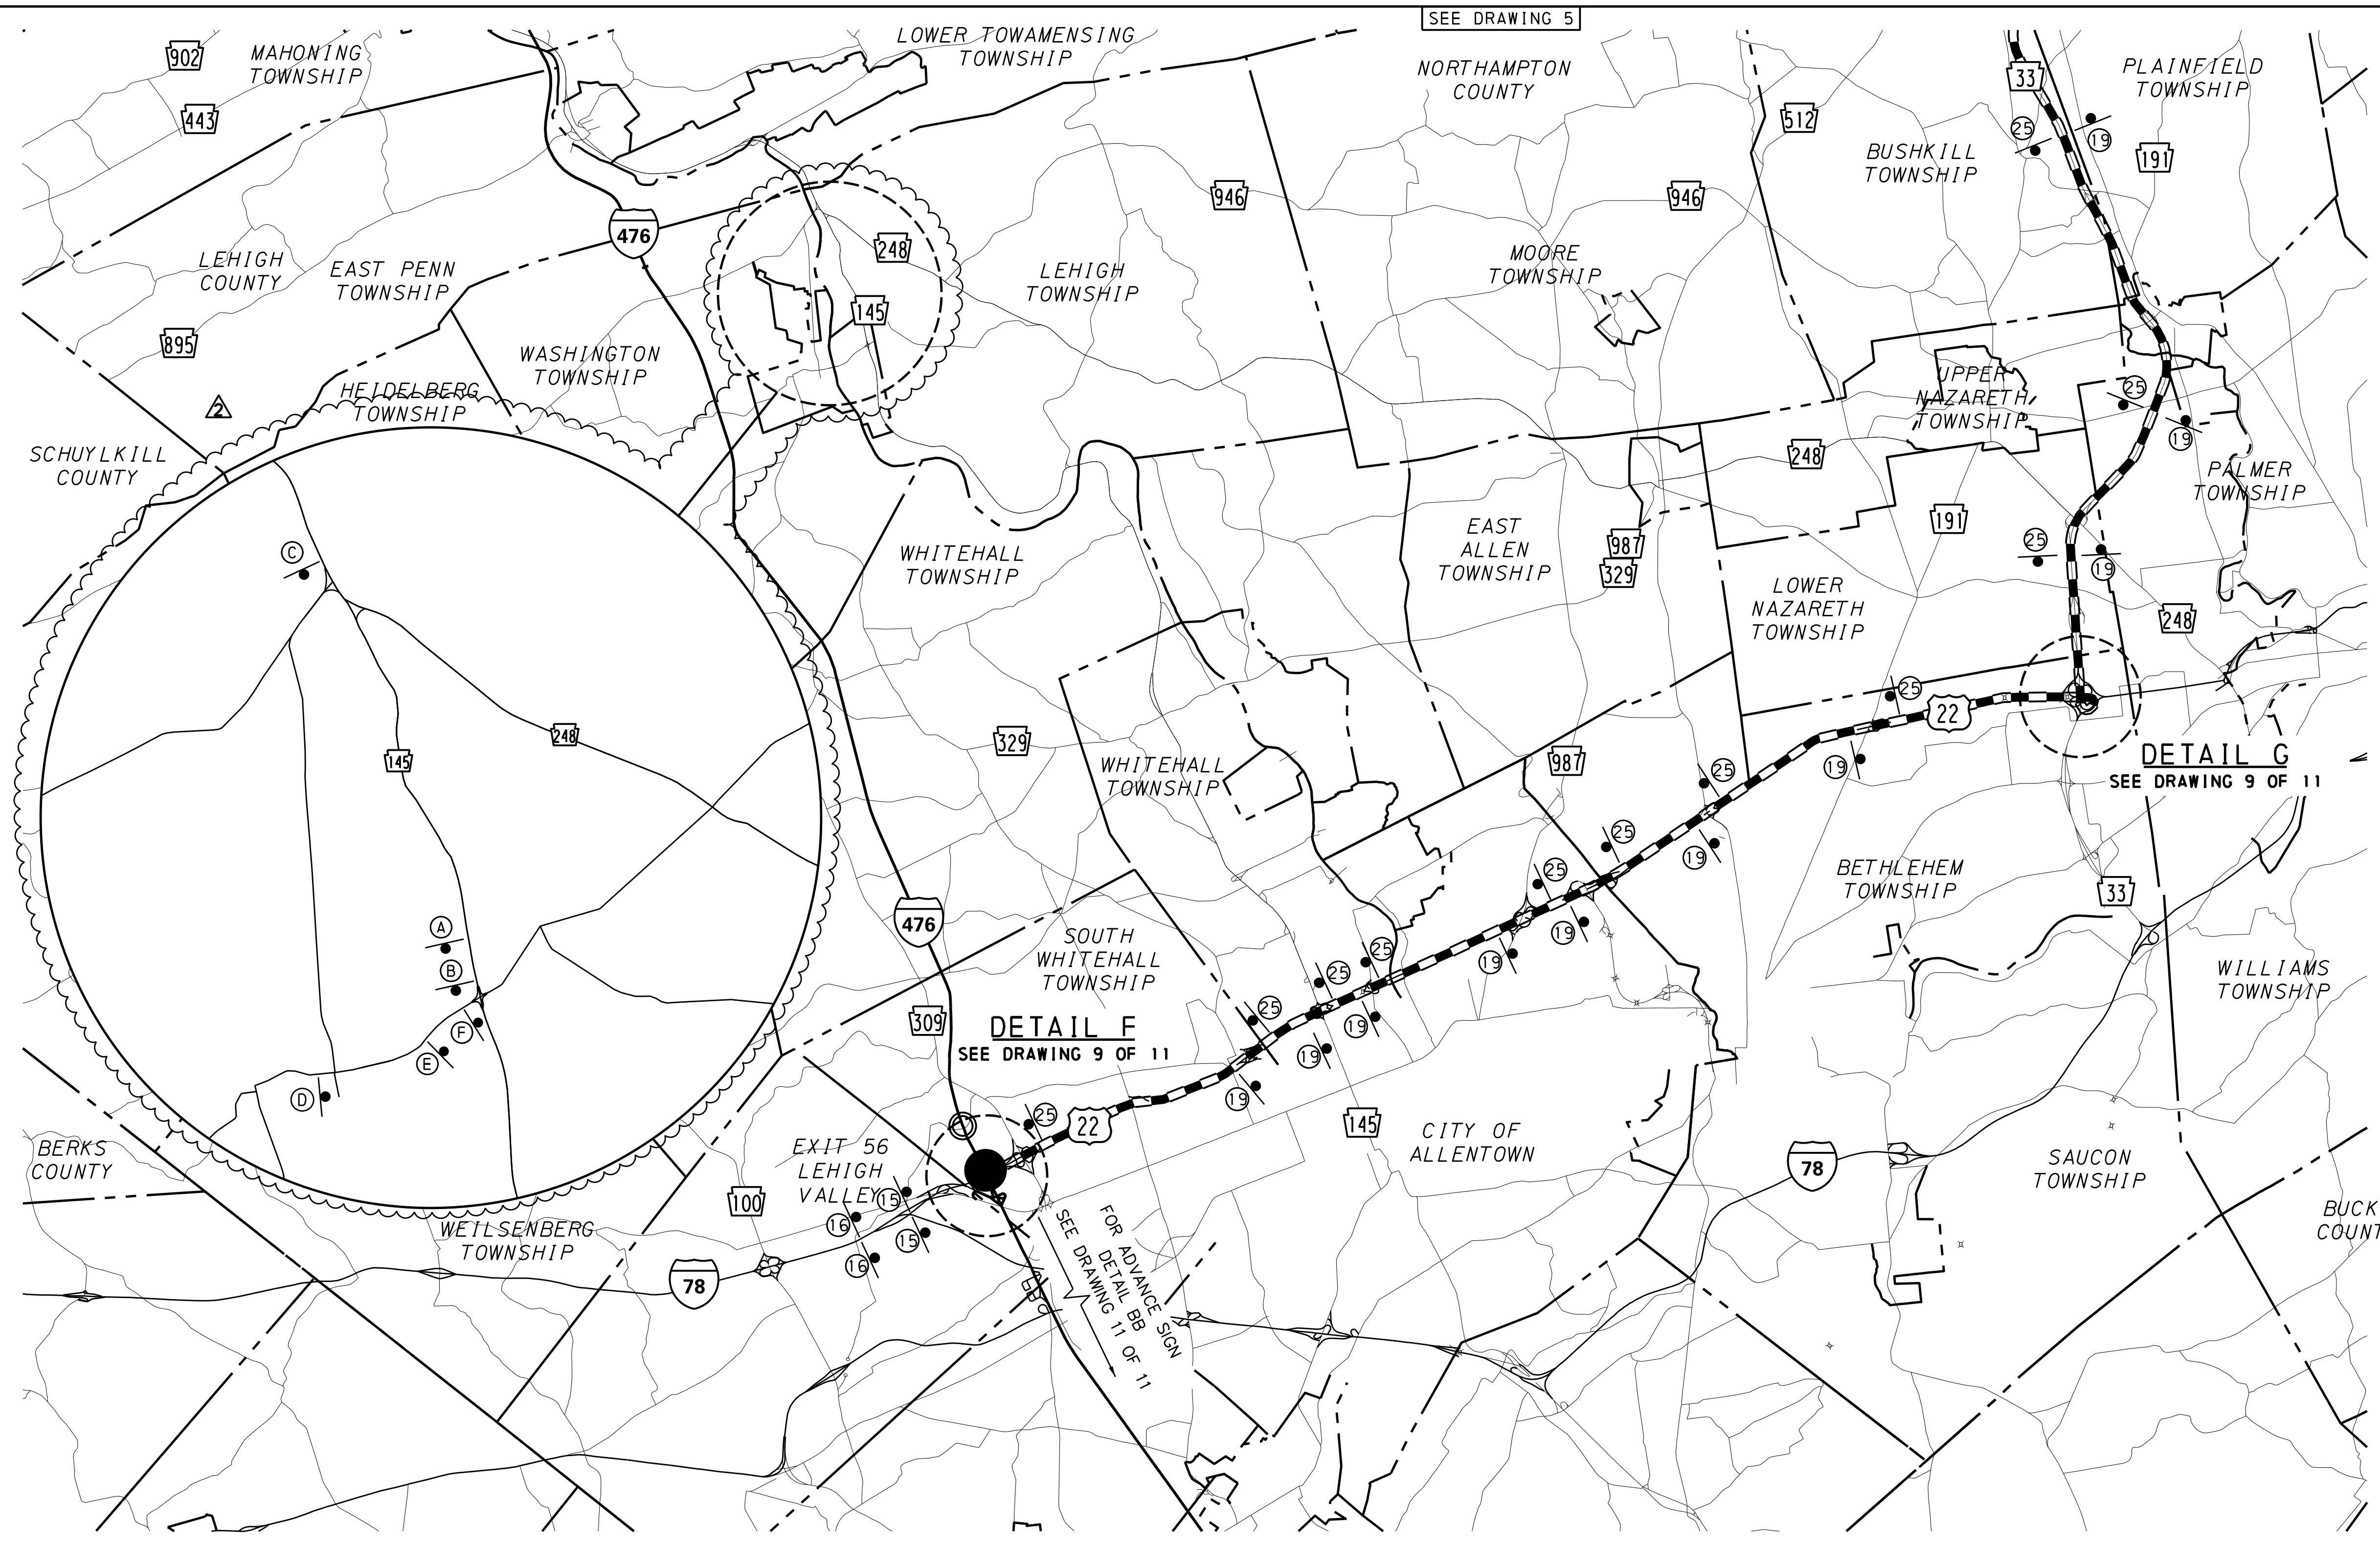 SEE DRAWING 5
902
MAHONING
TOWNSHIP
443
LOWER TOWAMENSING
TOWNSHIP
NORTHAMPTON
COUNTY
512
33
PLAINFIELD
TOWNSHIP
25
19
191
BUSHKILL
TOWNSHIP
946
946
476
248
LEHIGH
COUNTY
EAST PENN
TOWNSHIP
LEHIGH
TOWNSHIP
MOORE
TOWNSHIP
145
895
WASHINGTON
TOWNSHIP
HEIDELBERG
TOWNSHIP
2
UPPER
NAZARETH
TOWNSHIP
25
19
SCHUYLKILL
COUNTY
248
PALMER
TOWNSHIP
191
C
WHITEHALL
TOWNSHIP
EAST
ALLEN
TOWNSHIP
987
329
25
19
LOWER
NAZARETH
TOWNSHIP
248
25
22
248
145
329
WHITEHALL
TOWNSHIP
987
25
19
DETAIL G
SEE DRAWING 9 OF 11
25
19
25
BETHLEHEM
TOWNSHIP
33
A
B
F
E
D
476
SOUTH
WHITEHALL
TOWNSHIP
19
25
19
25
WILLIAMS
TOWNSHIP
309
DETAIL F
SEE DRAWING 9 OF 11
25
19
19
19
25
22
145
CITY OF
ALLENTOWN
BERKS
COUNTY
EXIT 56
LEHIGH
VALLEY
15
16
15
16
100
78
SAUCON
TOWNSHIP
WEILSENBERG
TOWNSHIP
78
FOR ADVANCE SIGN
DETAIL BB
SEE DRAWING 11 OF 11
BUCK
COUNT